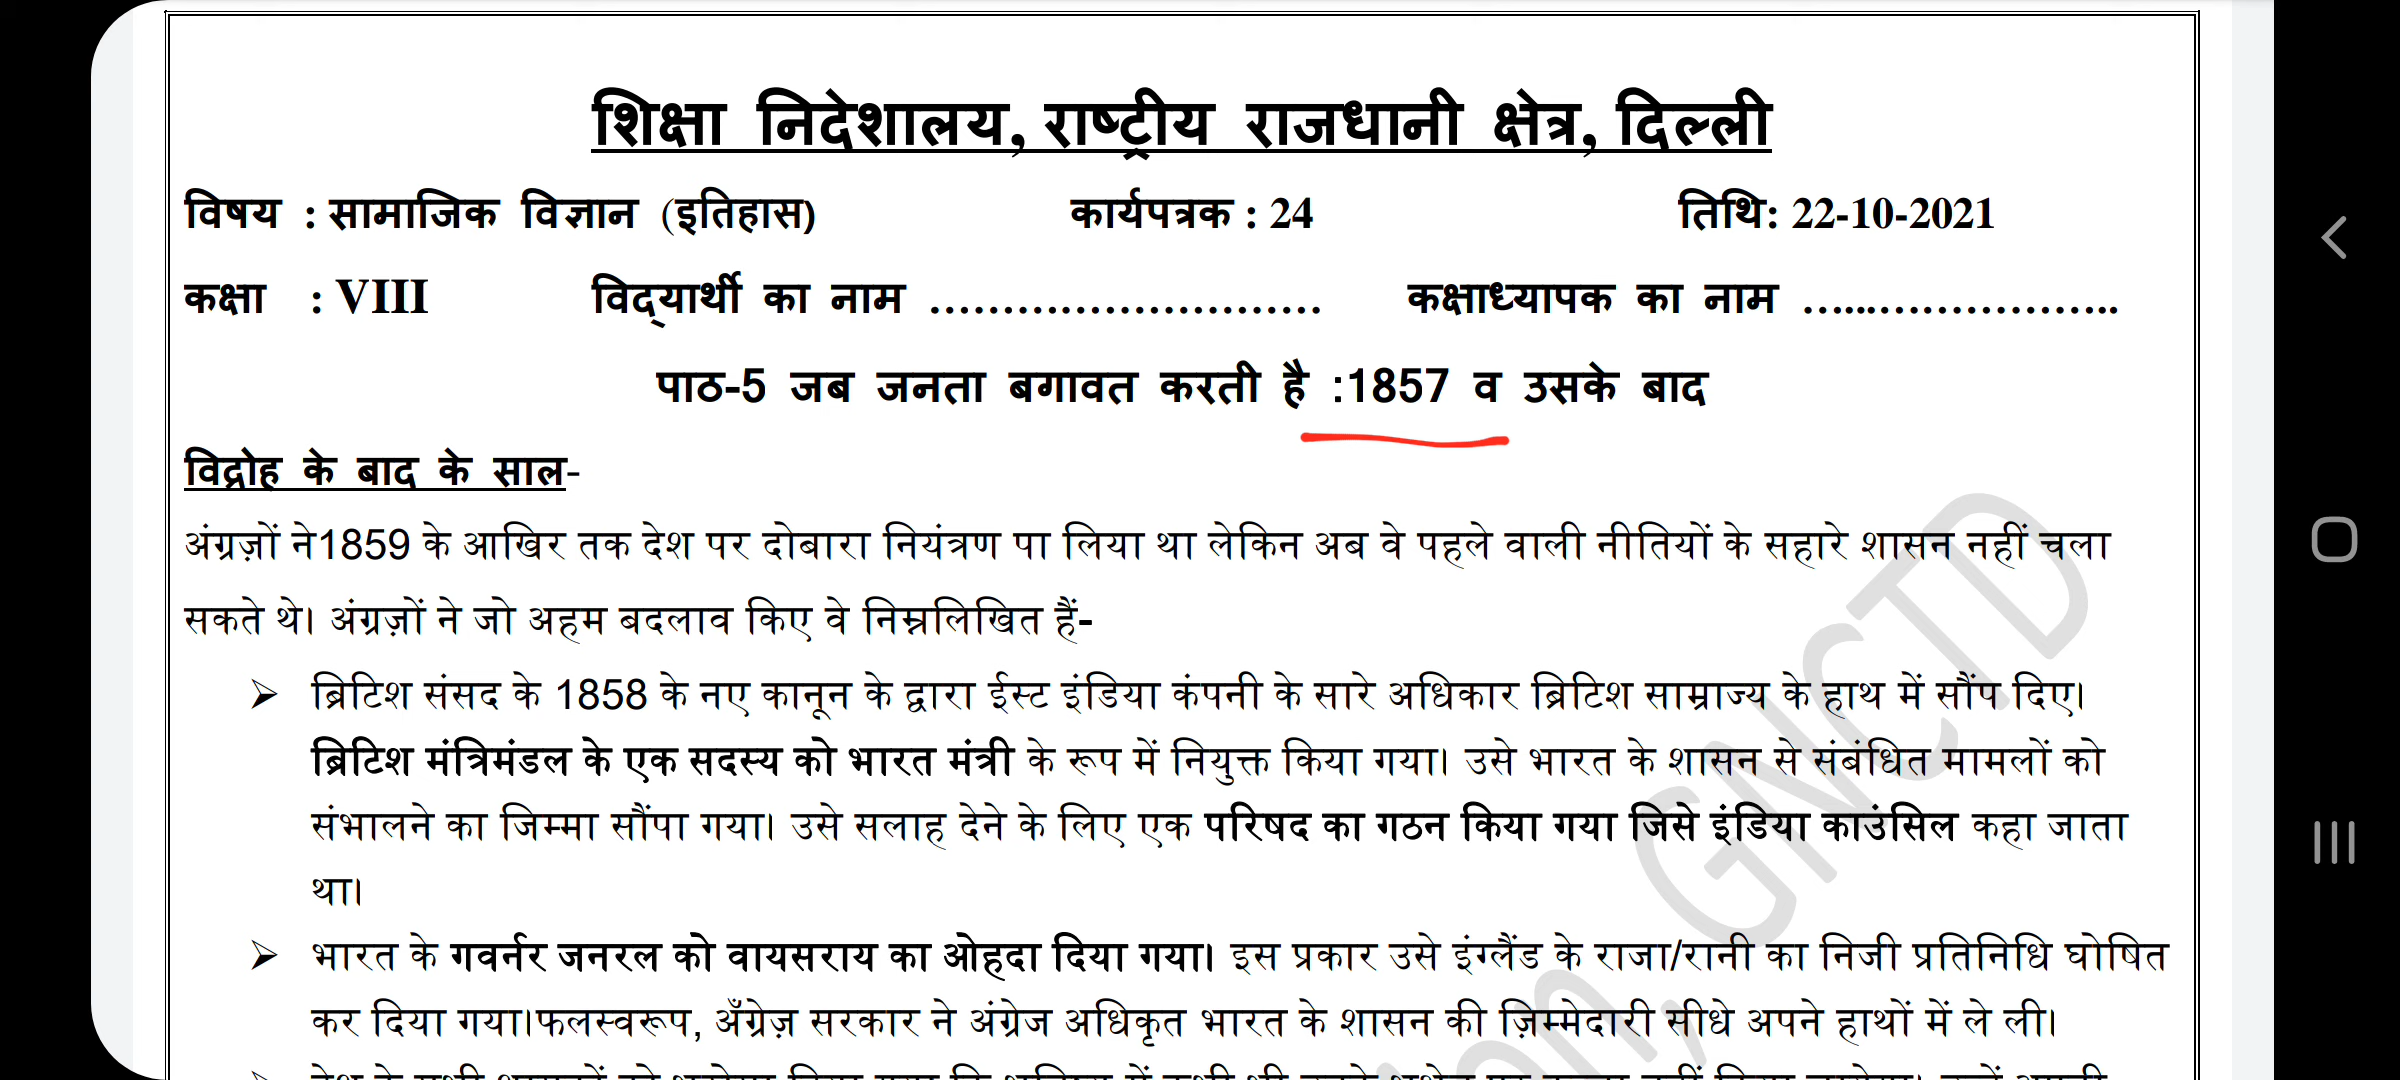 शिक्षा निदेशालय, राष्ट्रीय राजधानी क्षेत्र, दिल्ली
विषय : सामाजिक विज्ञान (इतिहास) कार्यपत्रक : 24 तिथि: 22-10-2021
कक्षा : VIII विद्यार्थी का नाम ........................... कक्षाध्यापक का नाम ......................
पाठ-5 जब जनता बगावत करती है :1857 व उसके बाद
विद्रोह के बाद के साल-
अंग्रज़ों ने1859 के आखिर तक देश पर दोबारा नियंत्रण पा लिया था लेकिन अब वे पहले वाली नीतियों के सहारे शासन नहीं चला
सकते थे। अंग्रज़ों ने जो अहम बदलाव किए वे निम्नलिखित हैं-
➢ ब्रिटिश संसद के 1858 के नए कानून के द्वारा ईस्ट इंडिया कंपनी के सारे अधिकार ब्रिटिश साम्राज्य के हाथ में सौंप दिए।
ब्रिटिश मंत्रिमंडल के एक सदस्य को भारत मंत्री के रूप में नियुक्त किया गया। उसे भारत के शासन से संबंधित मामलों को
संभालने का जिम्मा सौंपा गया। उसे सलाह देने के लिए एक परिषद का गठन किया गया जिसे इंडिया काउंसिल कहा जाता
था।
➢ भारत के गवर्नर जनरल को वायसराय का ओहदा दिया गया। इस प्रकार उसे इंग्लैंड के राजा/रानी का निजी प्रतिनिधि घोषित
कर दिया गया।फलस्वरूप, अँग्रेज़ सरकार ने अंग्रेज अधिकृत भारत के शासन की ज़िम्मेदारी सीधे अपने हाथों में ले ली।
GNCTD